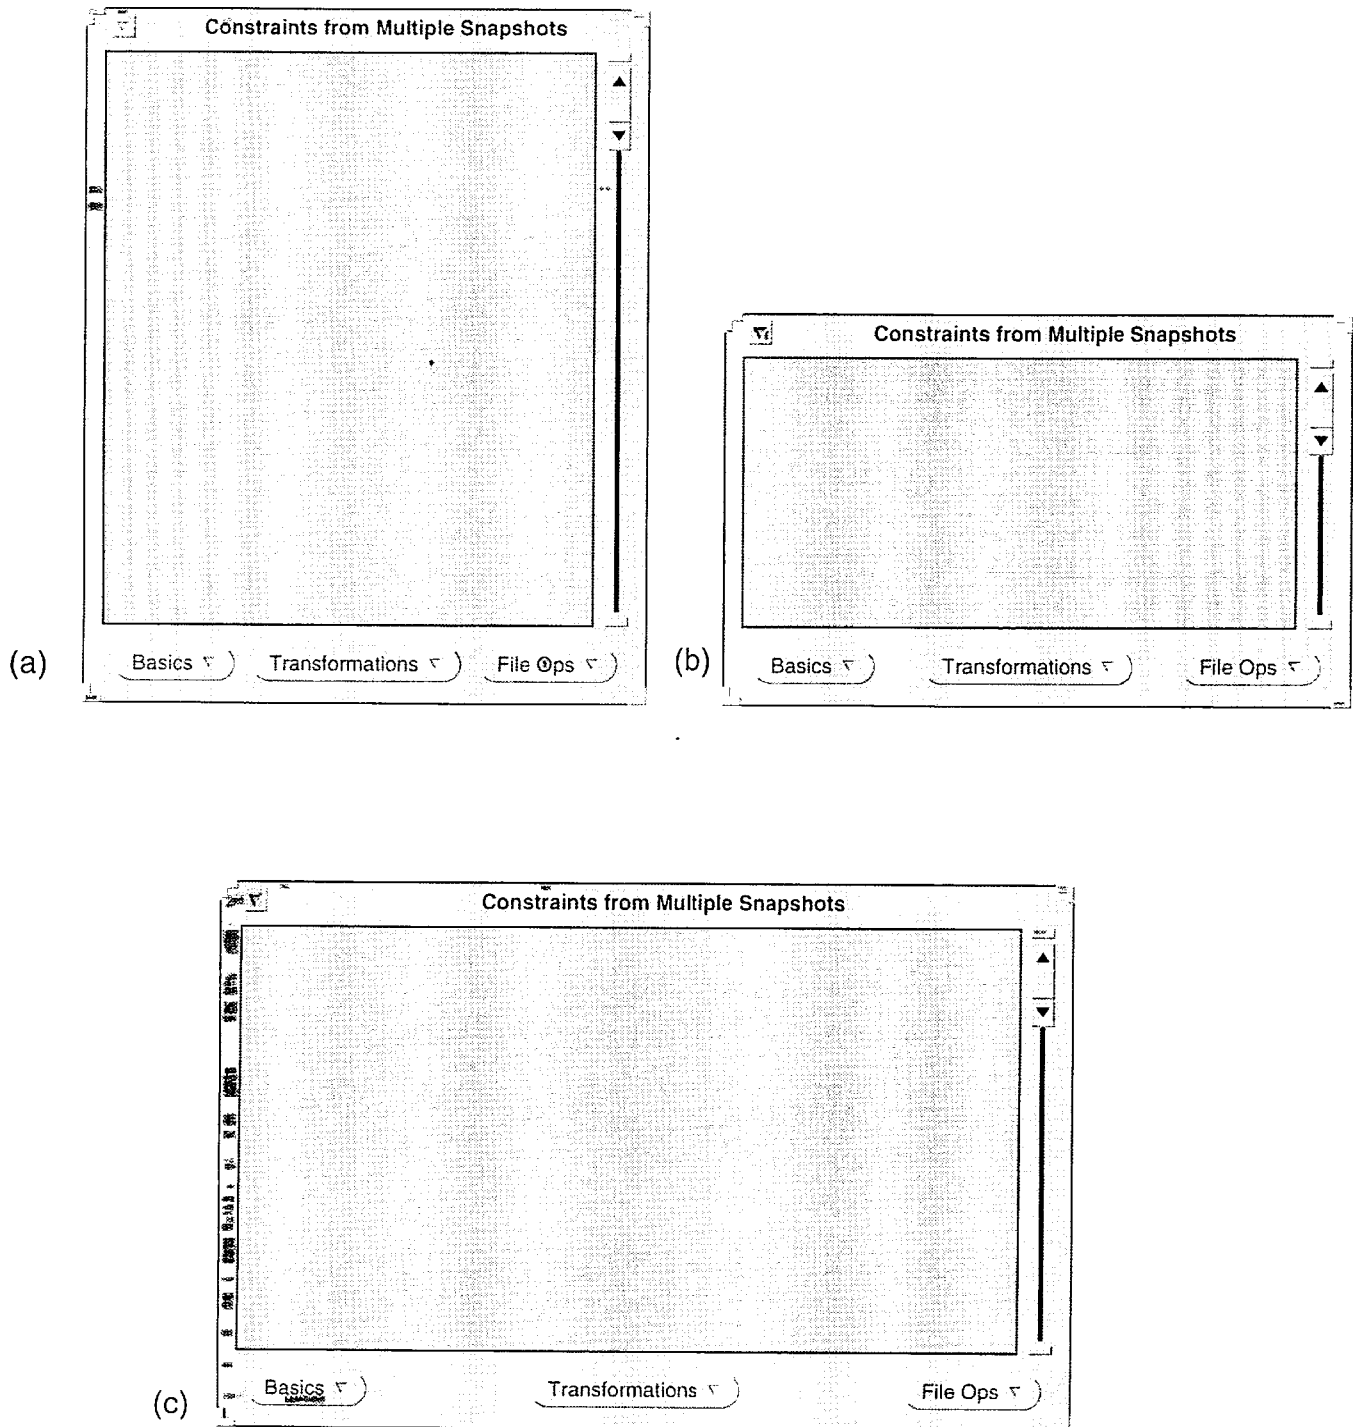 Constraints from Multiple Snapshots
(a)
Basics
Transformations
File Ops
Constraints from Multiple Snapshots
(b)
Basics
Transformations
File Ops
Constraints from Multiple Snapshots
(c)
Basics
Transformations
File Ops